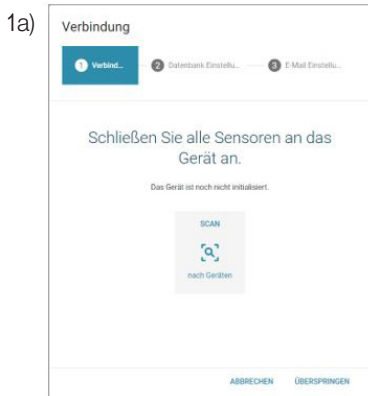 1a)
Verbindung
1 Verbind... 2 Datenbank Einstellu... 3 E-Mail Einstellu...
Schließen Sie alle Sensoren an das
Gerät an.
Das Gerät ist noch nicht initialisiert.
SCAN
nach Geräten
ABBRECHEN ÜBERSPRINGEN